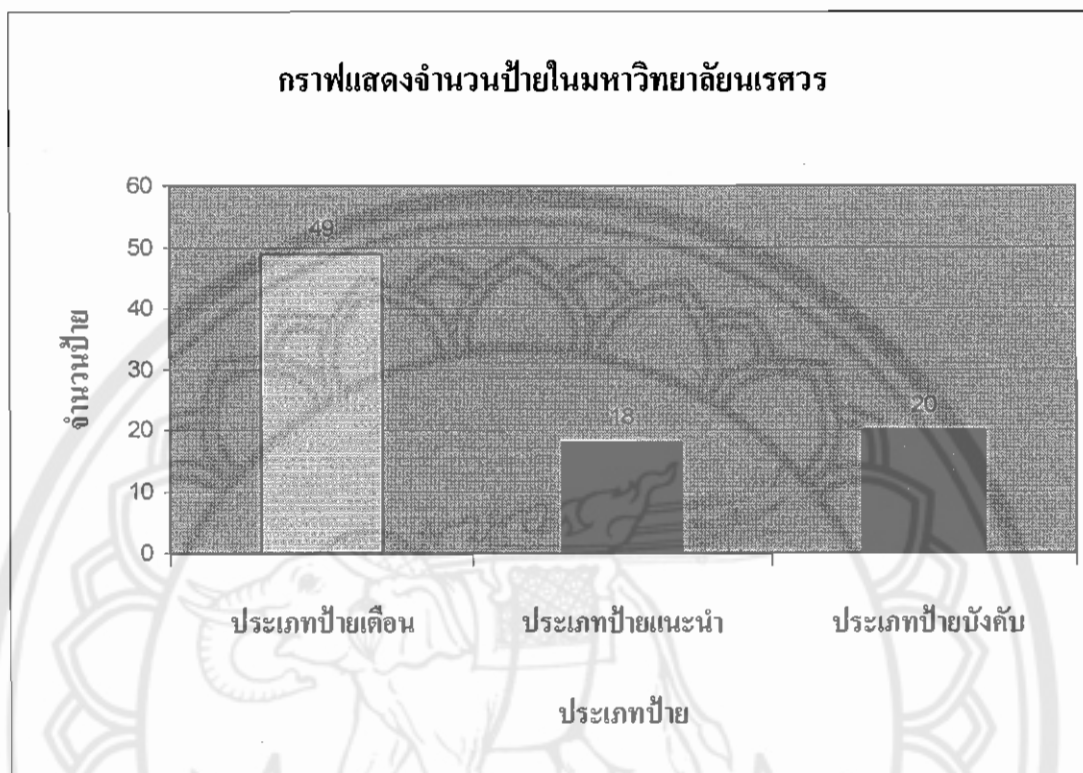 กราฟแสดงจำนวนป้ายในมหาวิทยาลัยนเรศวร
60
50
40
30
20
10
0
จำนวนป้าย
49
18
20
ประเภทป้ายเตือน ประเภทป้ายแนะนำ ประเภทป้ายบังคับ
ประเภทป้าย